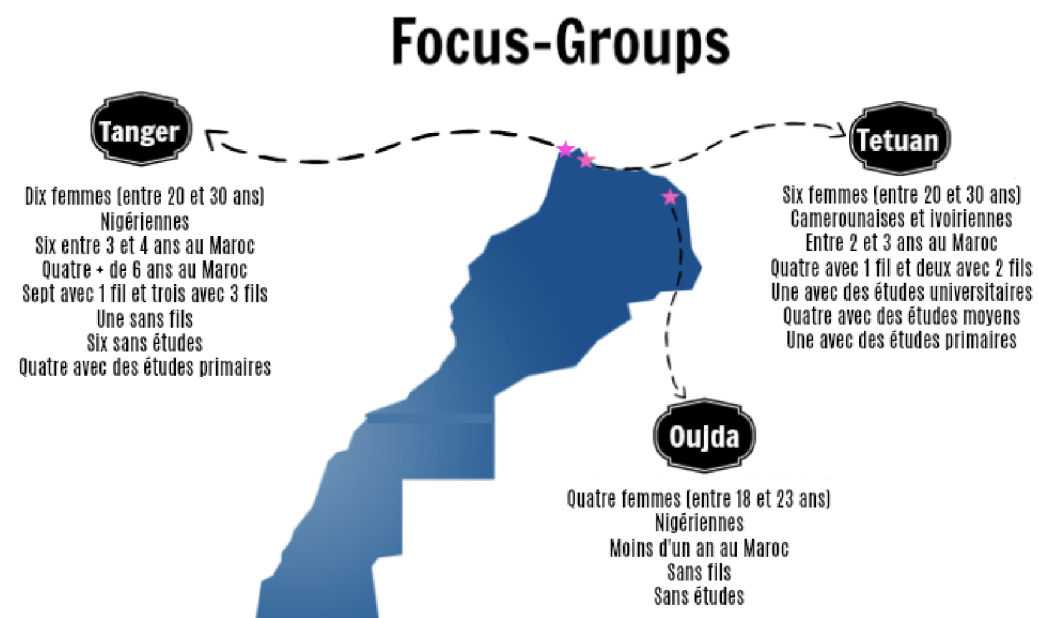 Focus-Groups
Tanger
Dix femmes (entre 20 et 30 ans)
Nigériennes
Six entre 3 et 4 ans au Maroc
Quatre + de 6 ans au Maroc
Sept avec 1 fil et trois avec 3 fils
Une sans fils
Six sans études
Quatre avec des études primaires
Tetuan
Six femmes (entre 20 et 30 ans)
Camerounaises et ivoiriennes
Entre 2 et 3 ans au Maroc
Quatre avec 1 fil et deux avec 2 fils
Une avec des études universitaires
Quatre avec des études moyens
Une avec des études primaires
Oujda
Quatre femmes (entre 18 et 23 ans)
Nigériennes
Moins d'un an au Maroc
Sans fils
Sans études